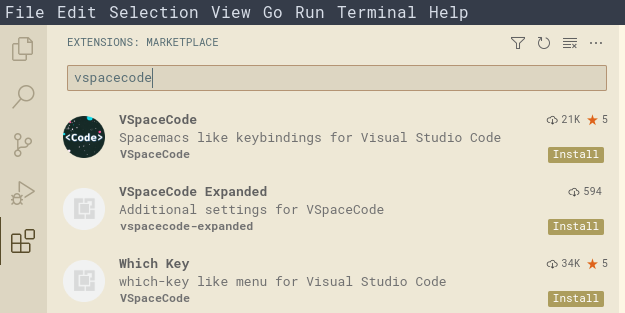 File Edit Selection View Go Run Terminal Help
EXTENSIONS: MARKETPLACE
vspacecode
<Code>
VSpaceCode 21K ★ 5
Spacemacs like keybindings for Visual Studio Code
VSpaceCode Install
VSpaceCode Expanded 594
Additional settings for VSpaceCode
vspacecode-expanded Install
Which Key 34K ★ 5
which-key like menu for Visual Studio Code
VSpaceCode Install